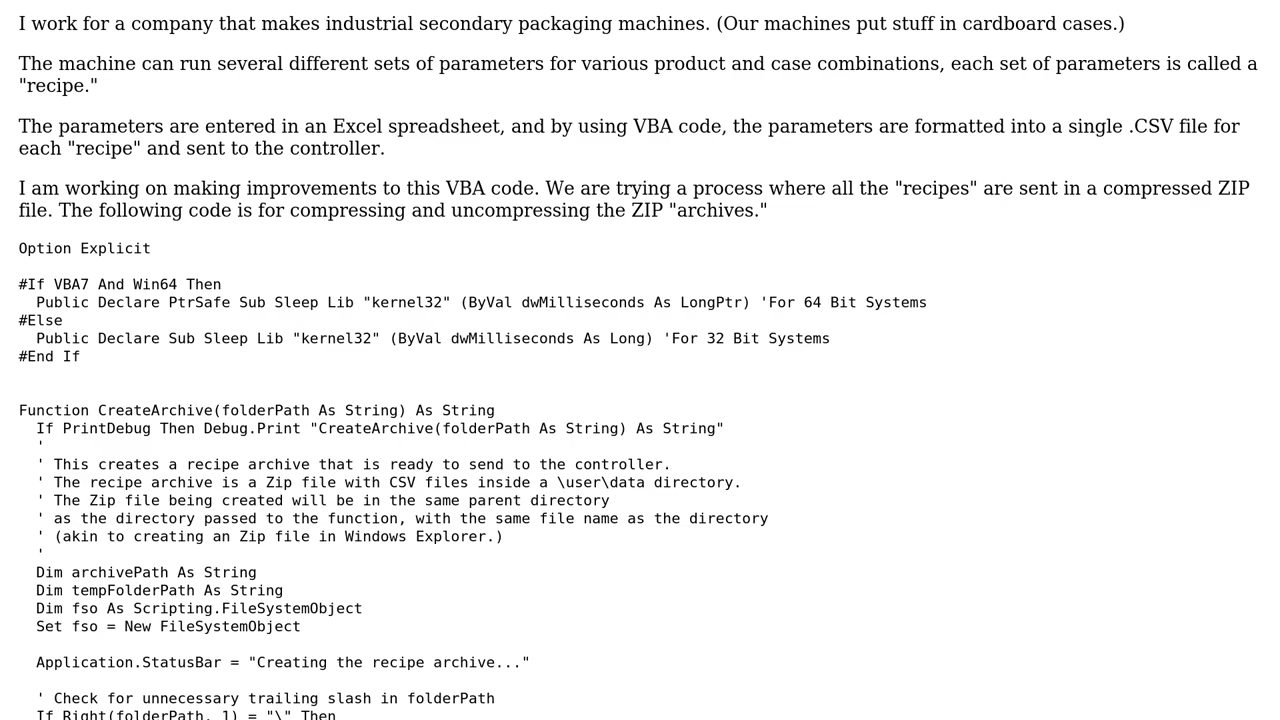 I work for a company that makes industrial secondary packaging machines. (Our machines put stuff in cardboard cases.)
The machine can run several different sets of parameters for various product and case combinations, each set of parameters is called a
"recipe."
The parameters are entered in an Excel spreadsheet, and by using VBA code, the parameters are formatted into a single .CSV file for
each "recipe" and sent to the controller.
I am working on making improvements to this VBA code. We are trying a process where all the "recipes" are sent in a compressed ZIP
file. The following code is for compressing and uncompressing the ZIP "archives."
Option Explicit
#If VBA7 And Win64 Then
  Public Declare PtrSafe Sub Sleep Lib "kernel32" (ByVal dwMilliseconds As LongPtr) 'For 64 Bit Systems
#Else
  Public Declare Sub Sleep Lib "kernel32" (ByVal dwMilliseconds As Long) 'For 32 Bit Systems
#End If
Function CreateArchive(folderPath As String) As String
  If PrintDebug Then Debug.Print "CreateArchive(folderPath As String) As String"
  '
  ' This creates a recipe archive that is ready to send to the controller.
  ' The recipe archive is a Zip file with CSV files inside a \user\data directory.
  ' The Zip file being created will be in the same parent directory
  ' as the directory passed to the function, with the same file name as the directory
  ' (akin to creating an Zip file in Windows Explorer.)
  '
  Dim archivePath As String
  Dim tempFolderPath As String
  Dim fso As Scripting.FileSystemObject
  Set fso = New FileSystemObject
  Application.StatusBar = "Creating the recipe archive..."
  ' Check for unnecessary trailing slash in folderPath
  If Right(folderPath, 1) = "\" Then